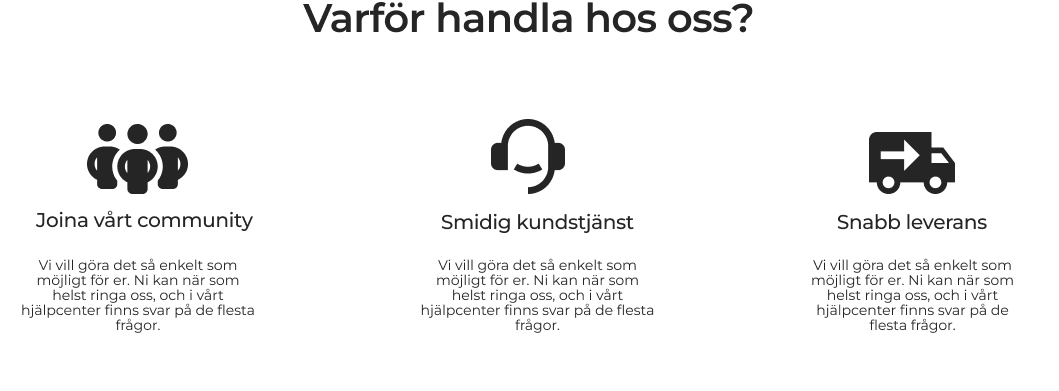 Varför handla hos oss?
Joina vårt community
Smidig kundstjänst
Snabb leverans
Vi vill göra det så enkelt som
möjligt för er. Ni kan när som
helst ringa oss, och i vårt
hjälpcenter finns svar på de flesta
frågor.
Vi vill göra det så enkelt som
möjligt för er. Ni kan när som
helst ringa oss, och i vårt
hjälpcenter finns svar på de flesta
frågor.
Vi vill göra det så enkelt som
möjligt för er. Ni kan när som
helst ringa oss, och i vårt
hjälpcenter finns svar på de
flesta frågor.